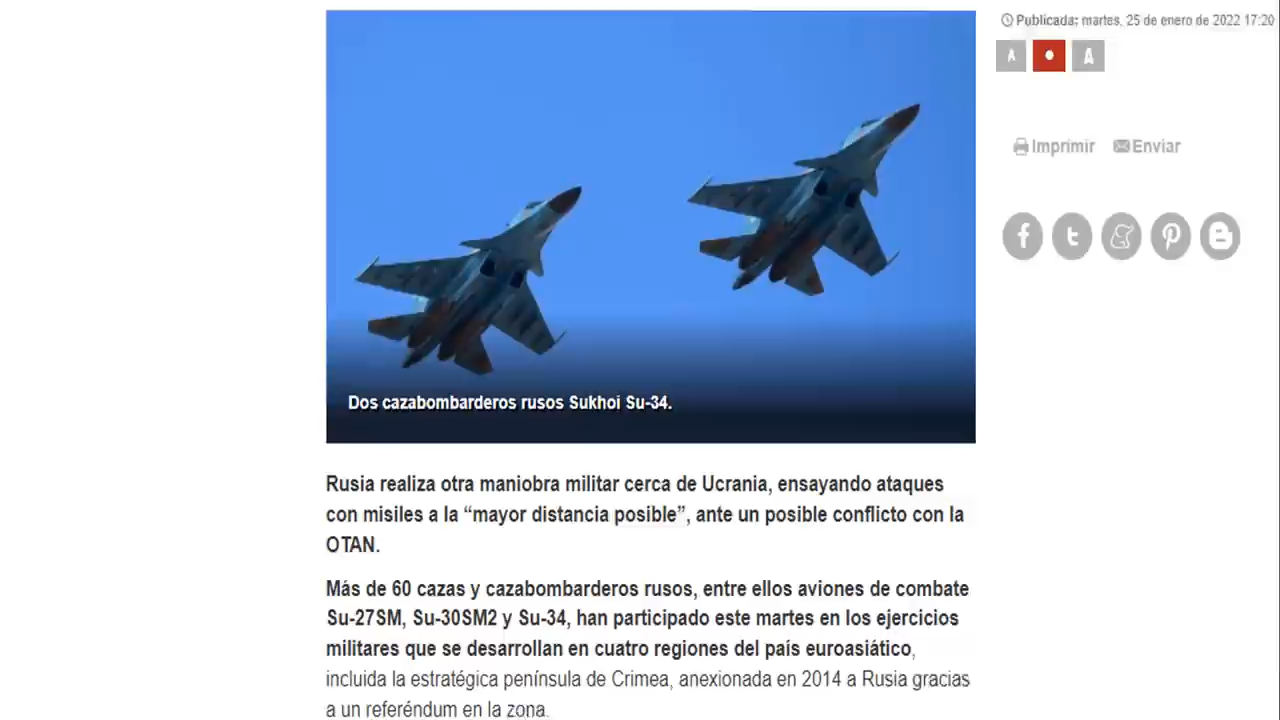 Publicada: martes, 25 de enero de 2022 17:20
A A
Imprimir Enviar
Dos cazabombarderos rusos Sukhoi Su-34.
Rusia realiza otra maniobra militar cerca de Ucrania, ensayando ataques
con misiles a la “mayor distancia posible”, ante un posible conflicto con la
OTAN.
Más de 60 cazas y cazabombarderos rusos, entre ellos aviones de combate
Su-27SM, Su-30SM2 y Su-34, han participado este martes en los ejercicios
militares que se desarrollan en cuatro regiones del país euroasiático,
incluida la estratégica península de Crimea, anexionada en 2014 a Rusia gracias
a un referéndum en la zona.